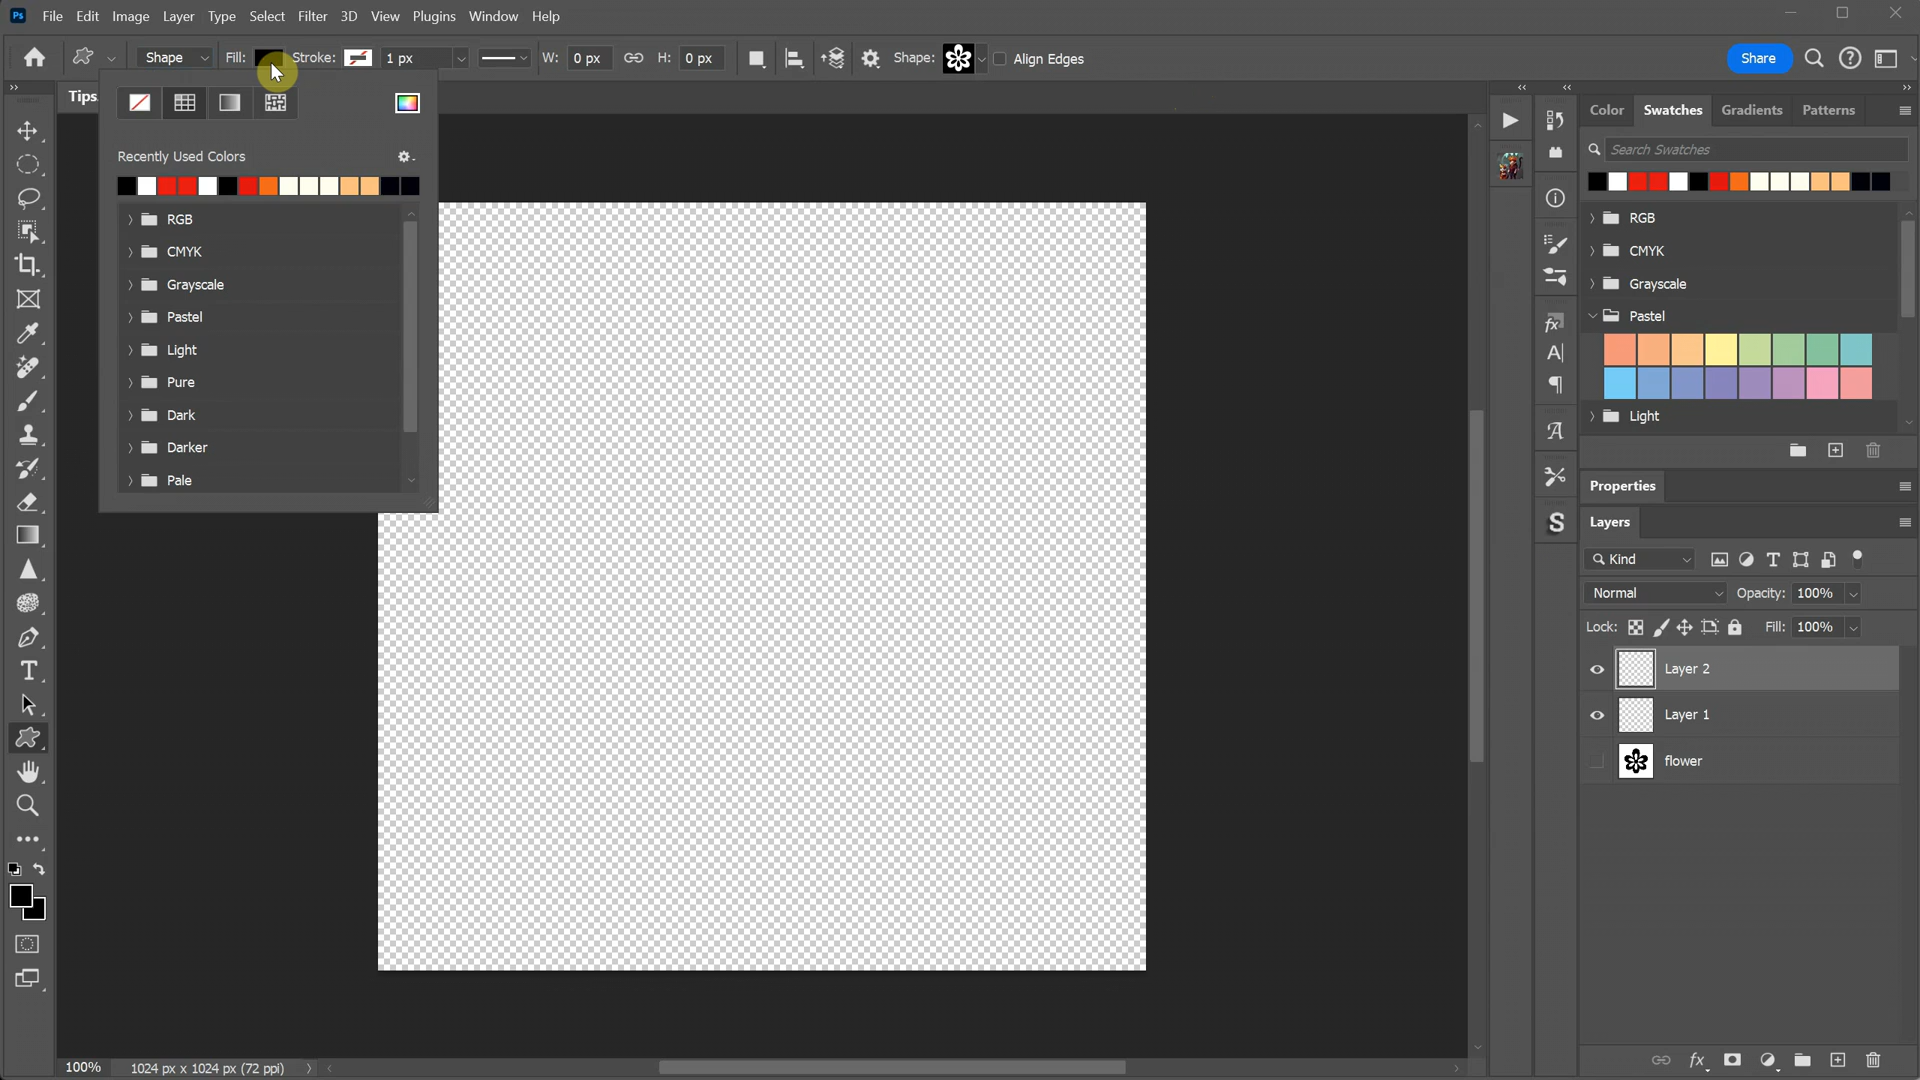 Ps File Edit Image Layer Type Select Filter 3D View Plugins Window Help
Shape Fill: Stroke: 1 px W: 0 px H: 0 px Shape: Align Edges Share
Tips
Color Swatches Gradients Patterns
Search Swatches
Recently Used Colors
RGB
CMYK
Grayscale
Pastel
Light
Pure
Dark
Darker
Pale
RGB
CMYK
Grayscale
Pastel
Light
Properties
Layers
Kind
Normal Opacity: 100%
Lock: Fill: 100%
Layer 2
Layer 1
flower
100% 1024 px x 1024 px (72 ppi)